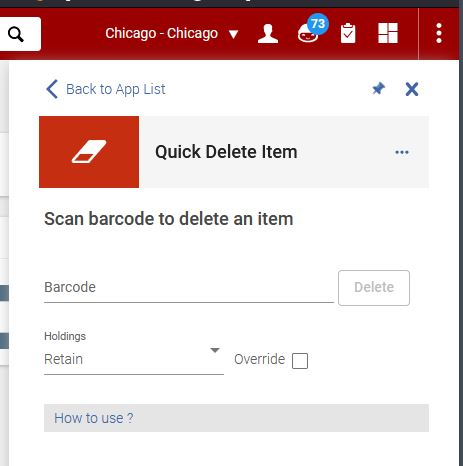 Chicago - Chicago
73
Back to App List
Quick Delete Item
Scan barcode to delete an item
Barcode
Delete
Holdings
Retain
Override
How to use ?